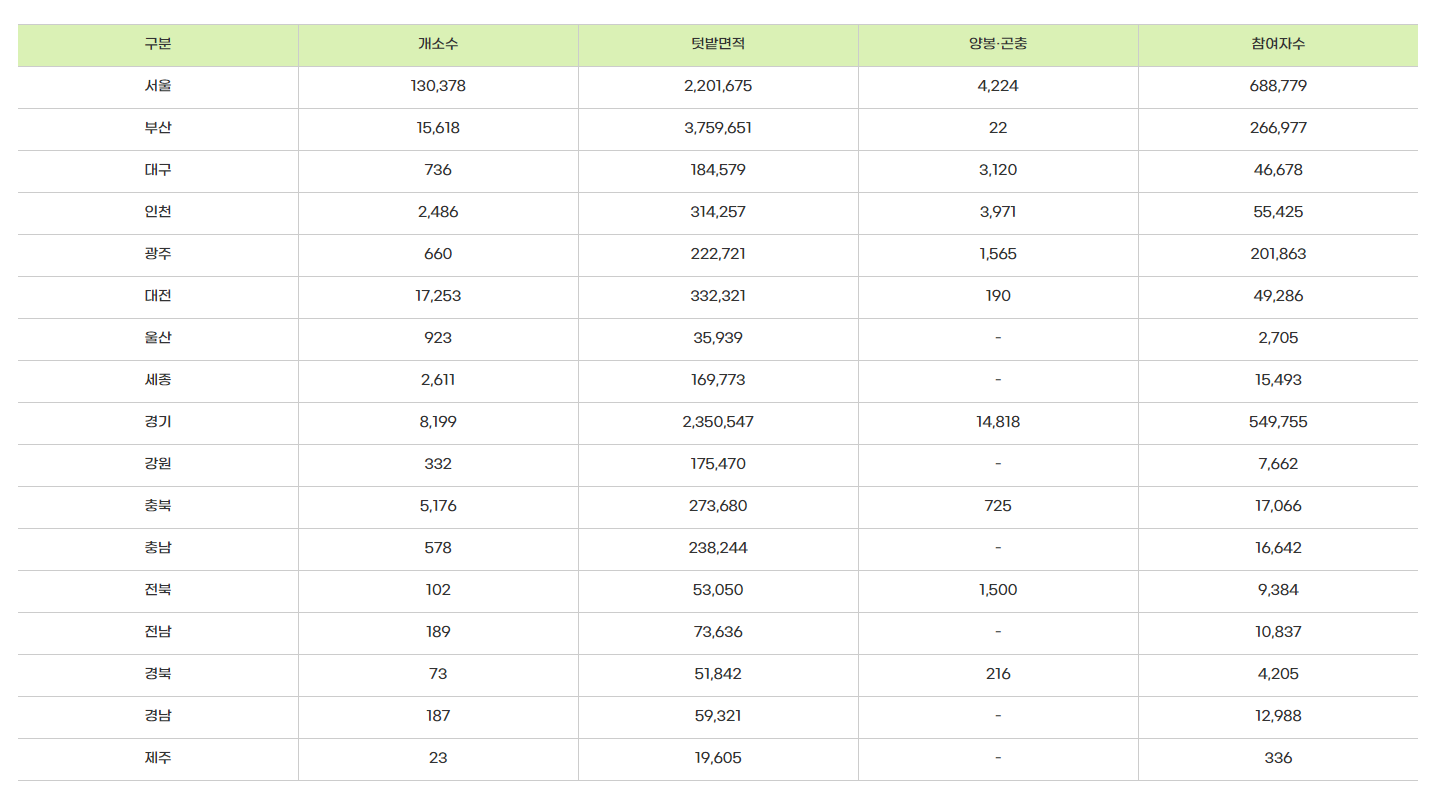 구분 개소수 텃밭면적 양봉·곤충 참여자수
서울 130,378 2,201,675 4,224 688,779
부산 15,618 3,759,651 22 266,977
대구 736 184,579 3,120 46,678
인천 2,486 314,257 3,971 55,425
광주 660 222,721 1,565 201,863
대전 17,253 332,321 190 49,286
울산 923 35,939 - 2,705
세종 2,611 169,773 - 15,493
경기 8,199 2,350,547 14,818 549,755
강원 332 175,470 - 7,662
충북 5,176 273,680 725 17,066
충남 578 238,244 - 16,642
전북 102 53,050 1,500 9,384
전남 189 73,636 - 10,837
경북 73 51,842 216 4,205
경남 187 59,321 - 12,988
제주 23 19,605 - 336